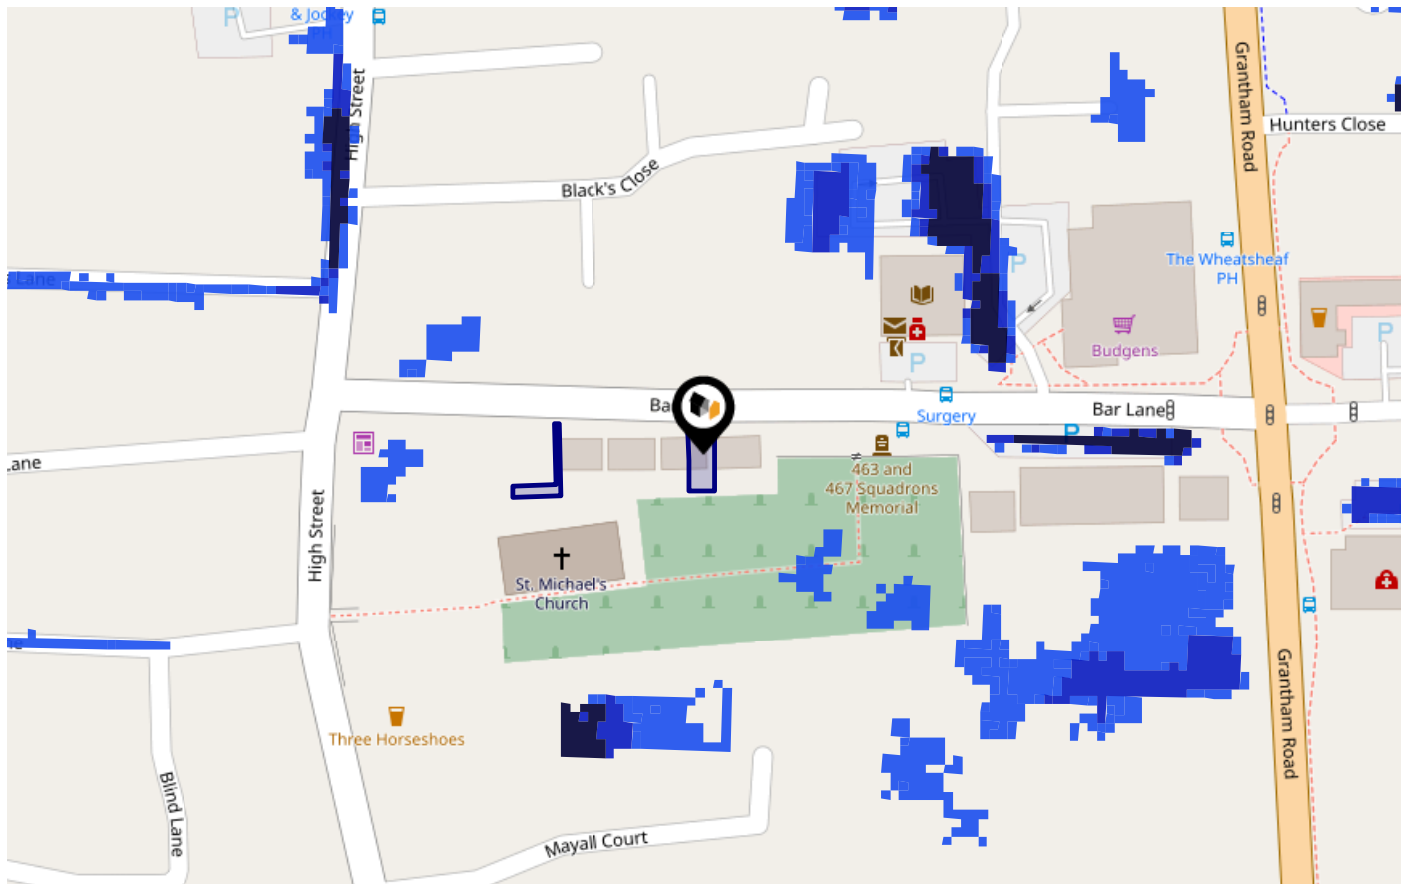 & Jockey
PH
P
High Street
Grantham Road
Hunters Close
Black's Close
The Wheatsheaf
PH
P
Lane
P
Budgens
P
Ba
Surgery
Bar Lane
P
Lane
463 and
467 Squadrons
Memorial
High Street
St. Michael's
Church
Three Horseshoes
Grantham Road
Blind Lane
Mayall Court